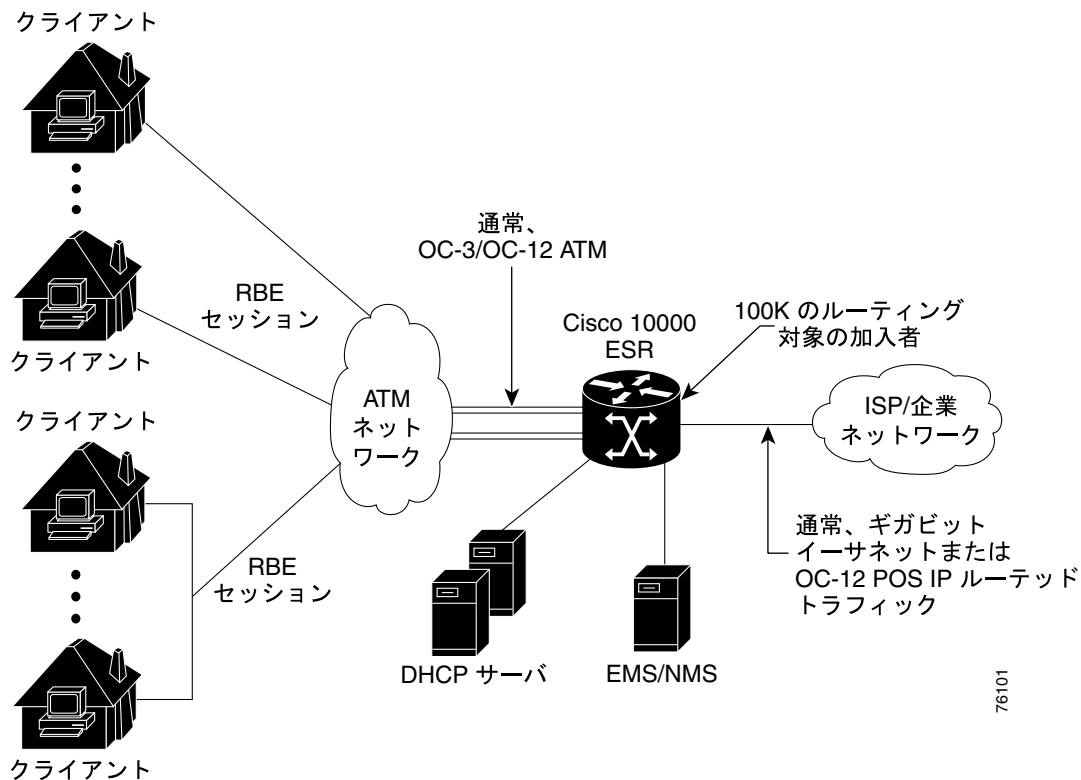 クライアント
クライアント
クライアント
クライアント
RBE
セッション
RBE
セッション
ATM
ネット
ワーク
通常、
OC-3/OC-12 ATM
Cisco 10000
ESR
100K のルーティング
対象の加入者
ISP/企業
ネットワーク
通常、ギガビット
イーサネットまたは
OC-12 POS IP ルーテッド
トラフィック
DHCP サーバ
EMS/NMS
76101